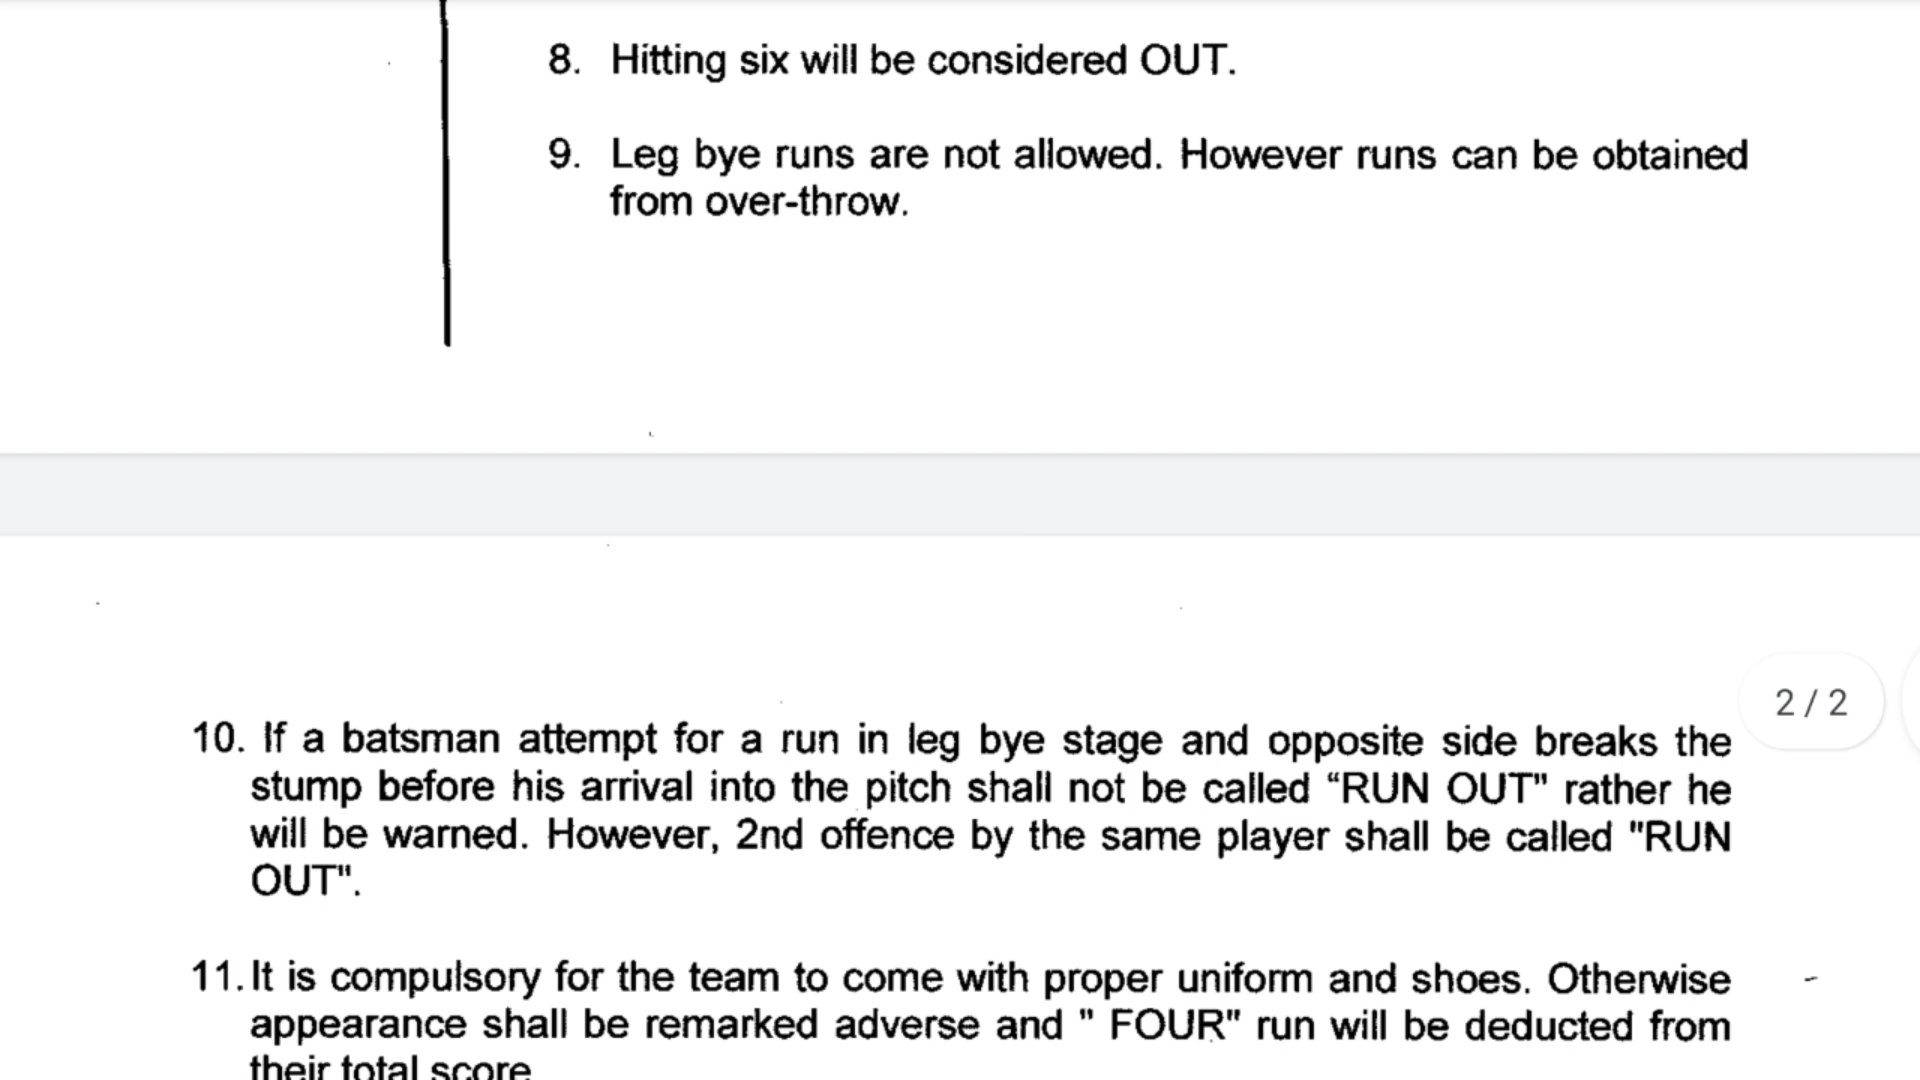 8. Hitting six will be considered OUT.
9. Leg bye runs are not allowed. However runs can be obtained
from over-throw.
2 / 2
10. If a batsman attempt for a run in leg bye stage and opposite side breaks the
stump before his arrival into the pitch shall not be called “RUN OUT" rather he
will be warned. However, 2nd offence by the same player shall be called "RUN
OUT".
11. It is compulsory for the team to come with proper uniform and shoes. Otherwise
appearance shall be remarked adverse and " FOUR" run will be deducted from
their total score